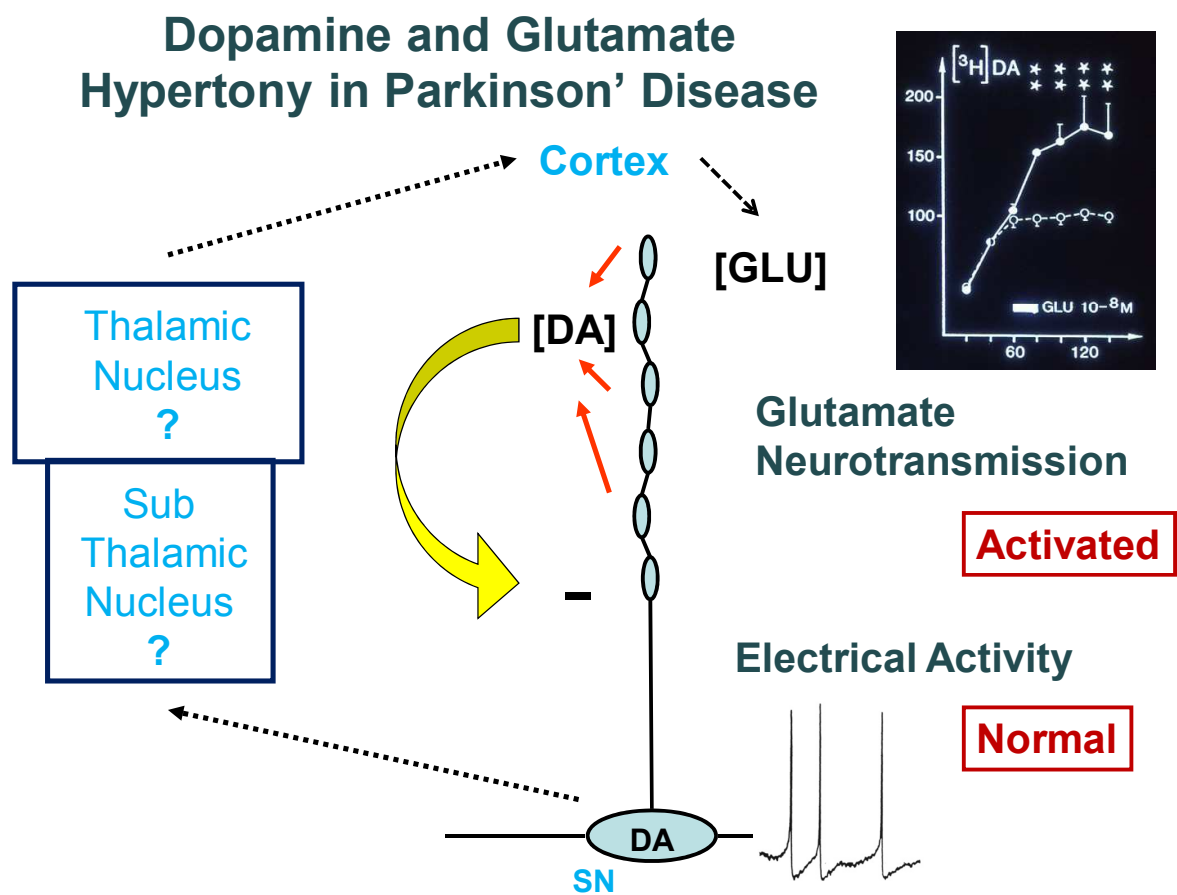 Dopamine and Glutamate
Hypertony in Parkinson’ Disease
Cortex
[GLU]
[DA]
Thalamic
Nucleus
?
Sub
Thalamic
Nucleus
?
–
[³H] DA
★ ★ ★ ★
★ ★ ★ ★
200
150
100
GLU 10-⁸M
60 120
Glutamate
Neurotransmission
Activated
Electrical Activity
Normal
DA
SN